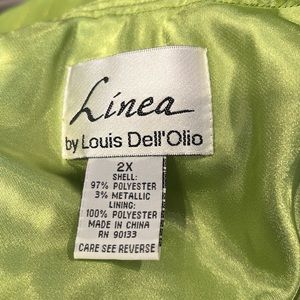 Linea
by Louis Dell'Olio
2X
SHELL:
97% POLYESTER
3% METALLIC
LINING:
100% POLYESTER
MADE IN CHINA
RN 90133
CARE SEE REVERSE